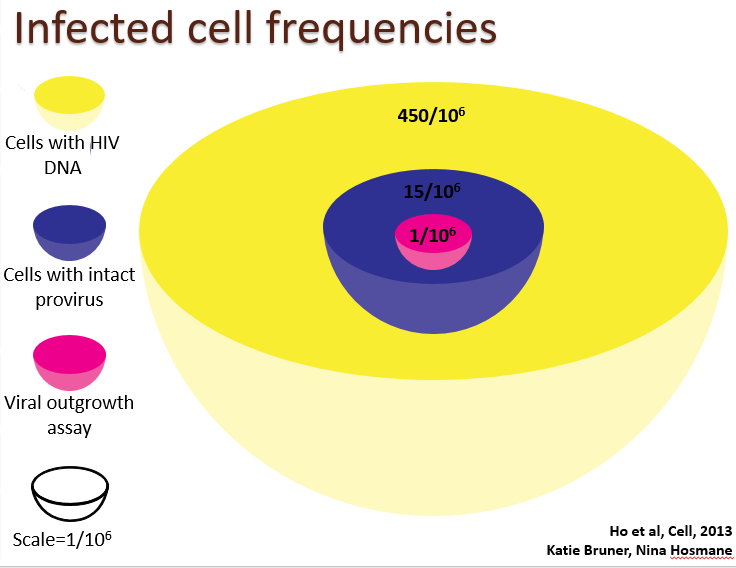 Infected cell frequencies
Cells with HIV
DNA
Cells with intact
provirus
Viral outgrowth
assay
Scale=1/10⁶
450/10⁶
15/10⁶
1/10⁶
Ho et al, Cell, 2013
Katie Bruner, Nina Hosmane